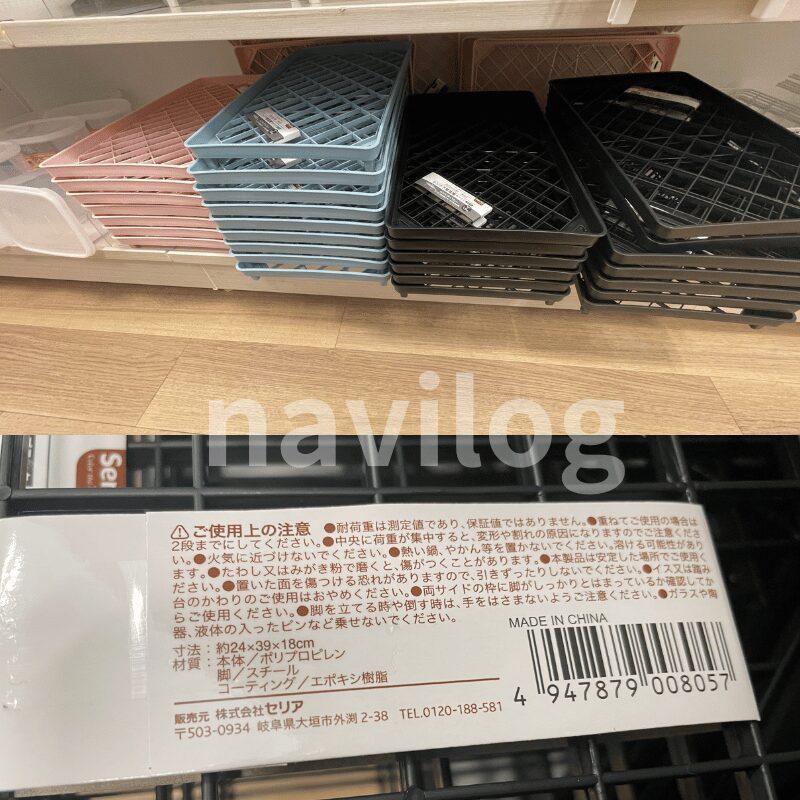 navilog
Ser
⚠ご使用上の注意 ●耐荷重は測定値であり、保証値ではありません。●重ねてご使用の場合は
2段までにしてください。●中央に荷重が集中すると、変形や割れの原因になりますのでご注意くださ
い。●火気に近づけないでください。●熱い鍋、やかん等を置かないでください。溶ける可能性があり
ます。●たわし又はみがき粉で磨くと、傷がつくことがあります。●本製品は安定した場所でご使用く
ださい。●置いた面を傷つける恐れがありますので、引きずったりしないでください。●イス又は踏み
台のかわりのご使用はおやめください。●両サイドの枠に脚がしっかりとはまっているか確認してか
らご使用ください。●脚を立てる時や倒す時は、手をはさまないようご注意ください。●ガラスや陶
器、液体の入ったビンなど乗せないでください。
寸法：約24×39×18cm
材質：本体／ポリプロピレン
脚／スチール
コーティング／エポキシ樹脂
MADE IN CHINA
4 947879 008057
販売元 株式会社セリア
〒503-0934 岐阜県大垣市外渕 2-38 TEL.0120-188-581